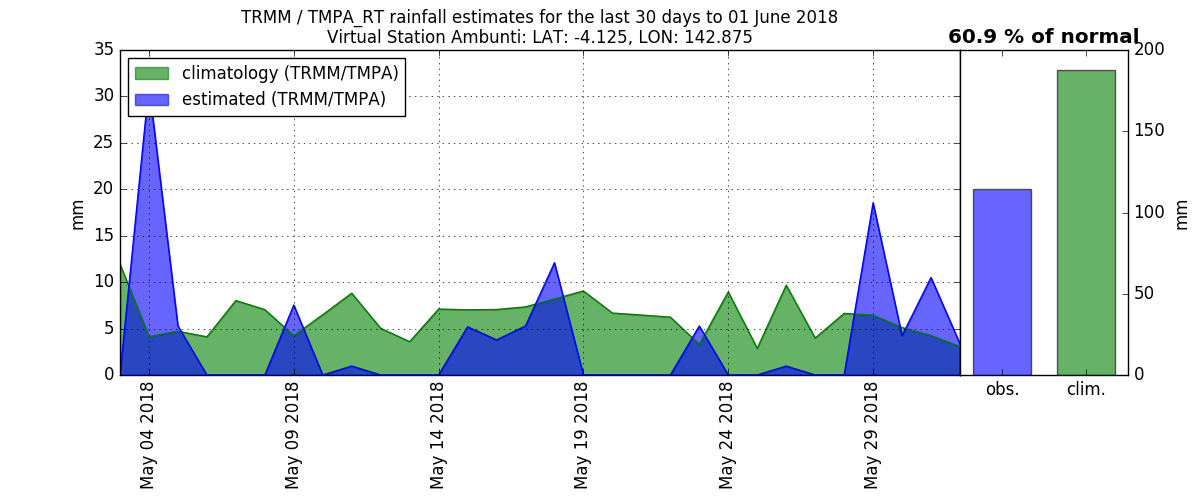 TRMM / TMPA_RT rainfall estimates for the last 30 days to 01 June 2018
Virtual Station Ambunti: LAT: -4.125, LON: 142.875
60.9 % of normal
climatology (TRMM/TMPA)
estimated (TRMM/TMPA)
35
30
25
20
15
10
5
0
mm
May 04 2018
May 09 2018
May 14 2018
May 19 2018
May 24 2018
May 29 2018
200
150
100
50
0
mm
obs.
clim.